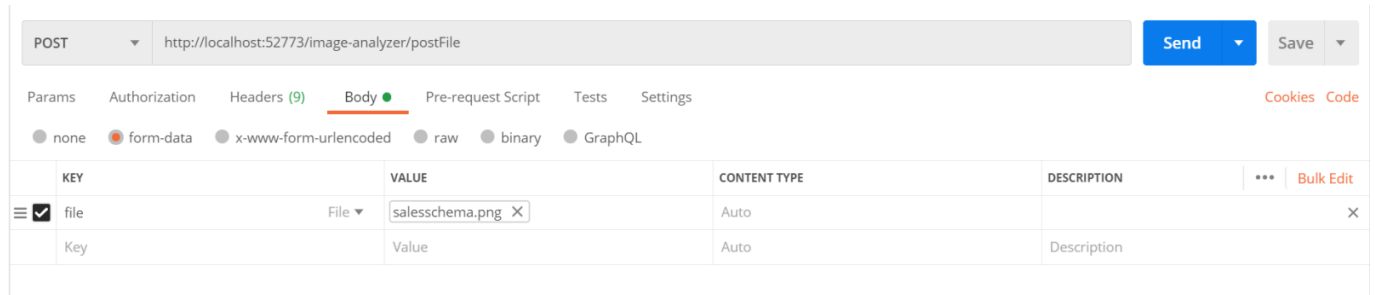 POST http://localhost:52773/image-analyzer/postFile Send Save
Params Authorization Headers (9) Body Pre-request Script Tests Settings Cookies Code
none form-data x-www-form-urlencoded raw binary GraphQL
KEY VALUE CONTENT TYPE DESCRIPTION ••• Bulk Edit
file File salesschema.png Auto
Key Value Auto Description